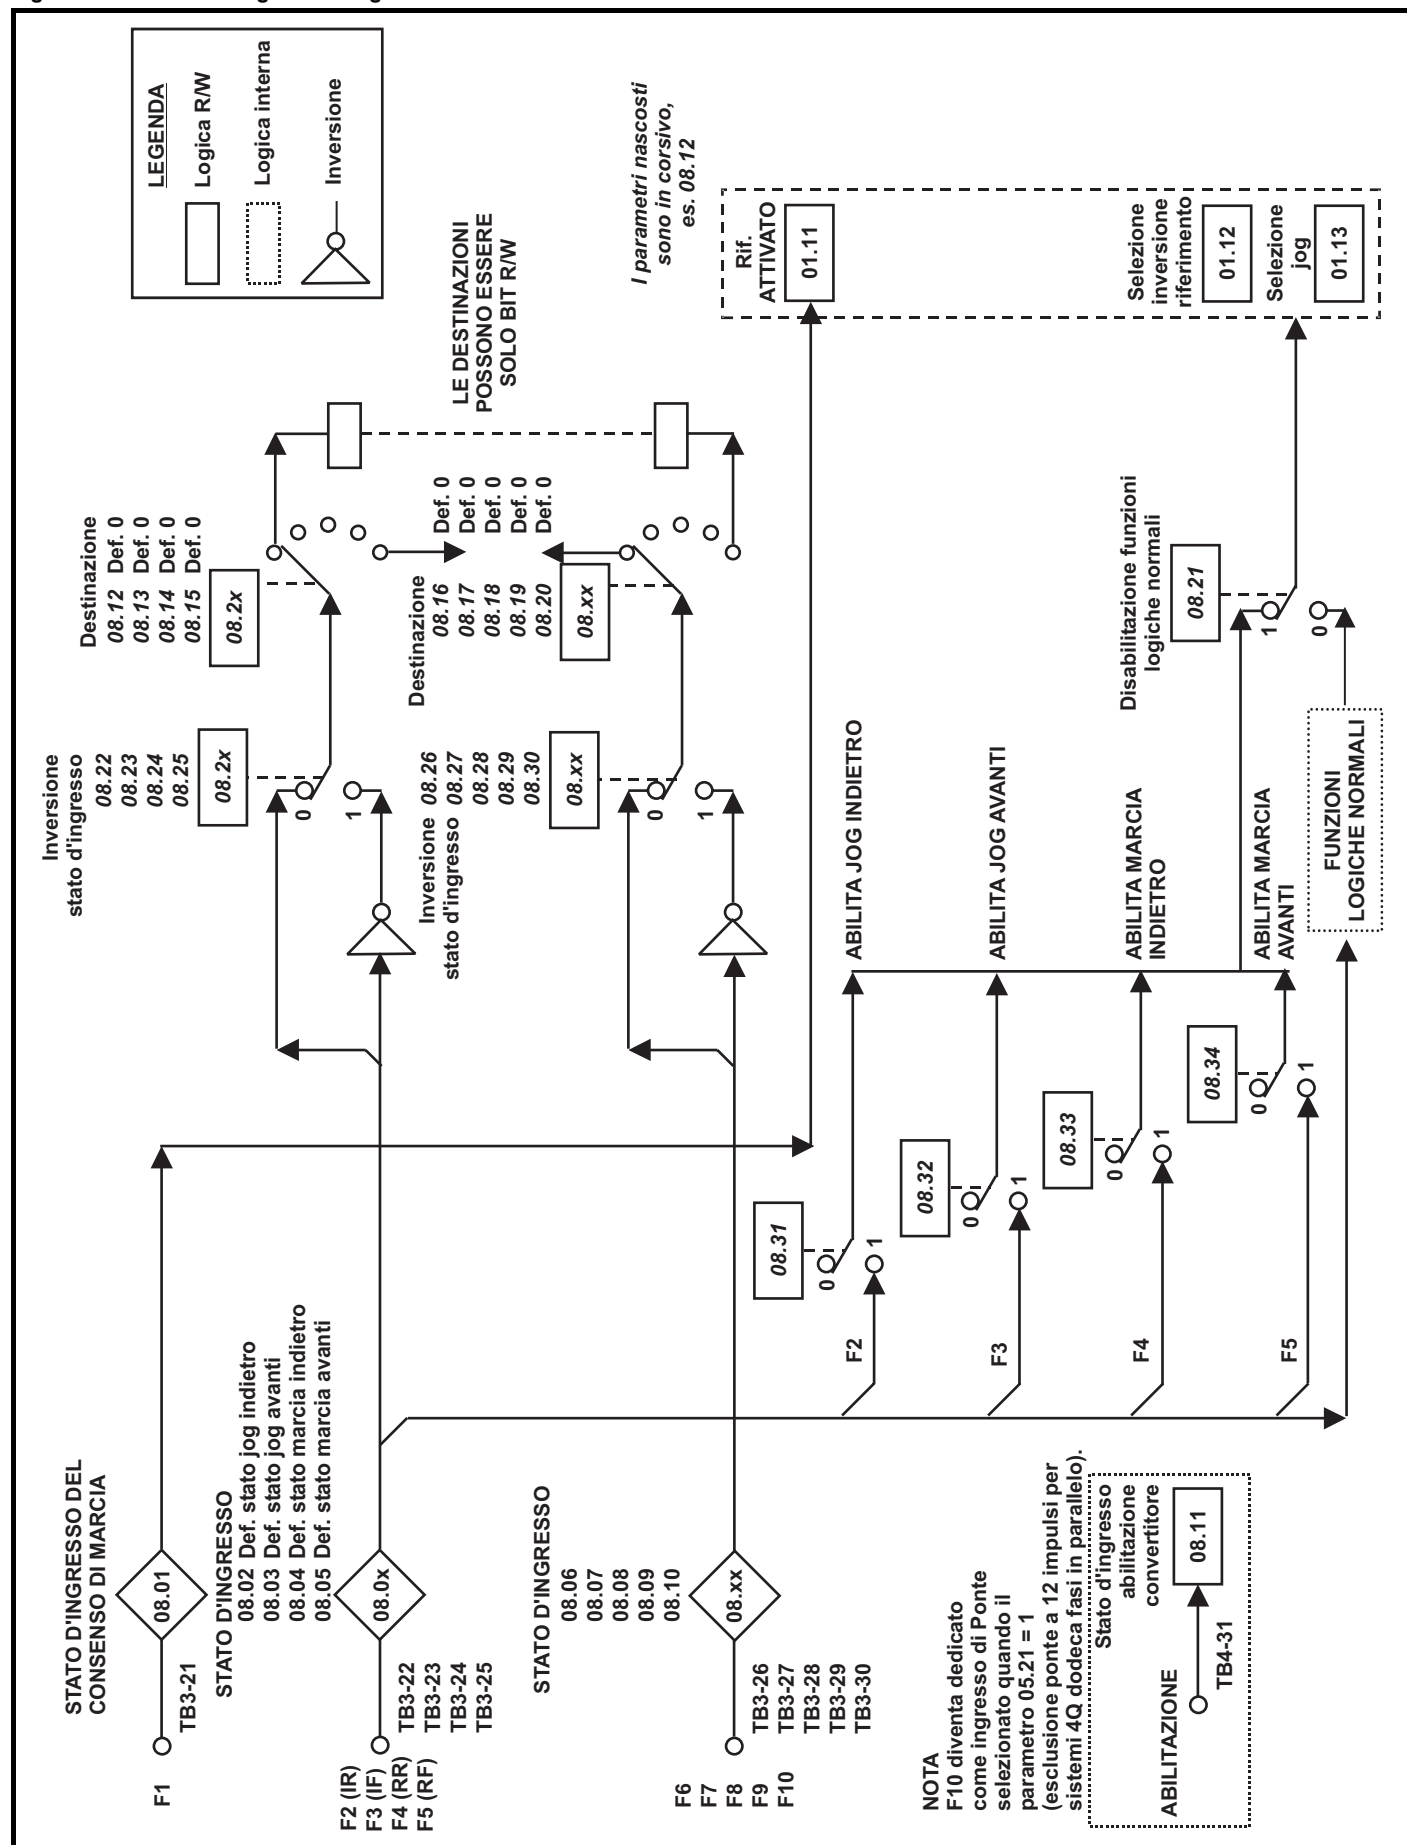 STATO D'INGRESSO DEL
CONSENSO DI MARCIA
F1
TB3-21
08.01
STATO D'INGRESSO
08.02 Def. stato jog indietro
08.03 Def. stato jog avanti
08.04 Def. stato marcia indietro
08.05 Def. stato marcia avanti
F2 (IR)
F3 (IF)
F4 (RR)
F5 (RF)
TB3-22
TB3-23
TB3-24
TB3-25
08.0x
Inversione
stato d'ingresso
08.22
08.23
08.24
08.25
08.2x
0
1
Destinazione
08.12 Def. 0
08.13 Def. 0
08.14 Def. 0
08.15 Def. 0
08.2x
LEGENDA
Logica R/W
Logica interna
Inversione
STATO D'INGRESSO
08.06
08.07
08.08
08.09
08.10
F6
F7
F8
F9
F10
TB3-26
TB3-27
TB3-28
TB3-29
TB3-30
08.xx
Inversione
stato d'ingresso
08.26
08.27
08.28
08.29
08.30
08.xx
0
1
Destinazione
08.16 Def. 0
08.17 Def. 0
08.18 Def. 0
08.19 Def. 0
08.20 Def. 0
08.xx
LE DESTINAZIONI
POSSONO ESSERE
SOLO BIT R/W
I parametri nascosti
sono in corsivo,
es. 08.12
Rif.
ATTIVATO
01.11
Selezione
inversione
riferimento
01.12
Selezione
jog
01.13
F2
08.31
0
1
ABILITA JOG INDIETRO
F3
08.32
0
1
ABILITA JOG AVANTI
F4
08.33
0
1
ABILITA MARCIA
INDIETRO
F5
08.34
0
1
ABILITA MARCIA
AVANTI
Disabilitazione funzioni
logiche normali
08.21
1
0
FUNZIONI
LOGICHE NORMALI
NOTA
F10 diventa dedicato
come ingresso di Ponte
selezionato quando il
parametro 05.21 = 1
(esclusione ponte a 12 impulsi per
sistemi 4Q dodeca fasi in parallelo).
ABILITAZIONE
TB4-31
Stato d'ingresso
abilitazione
convertitore
08.11